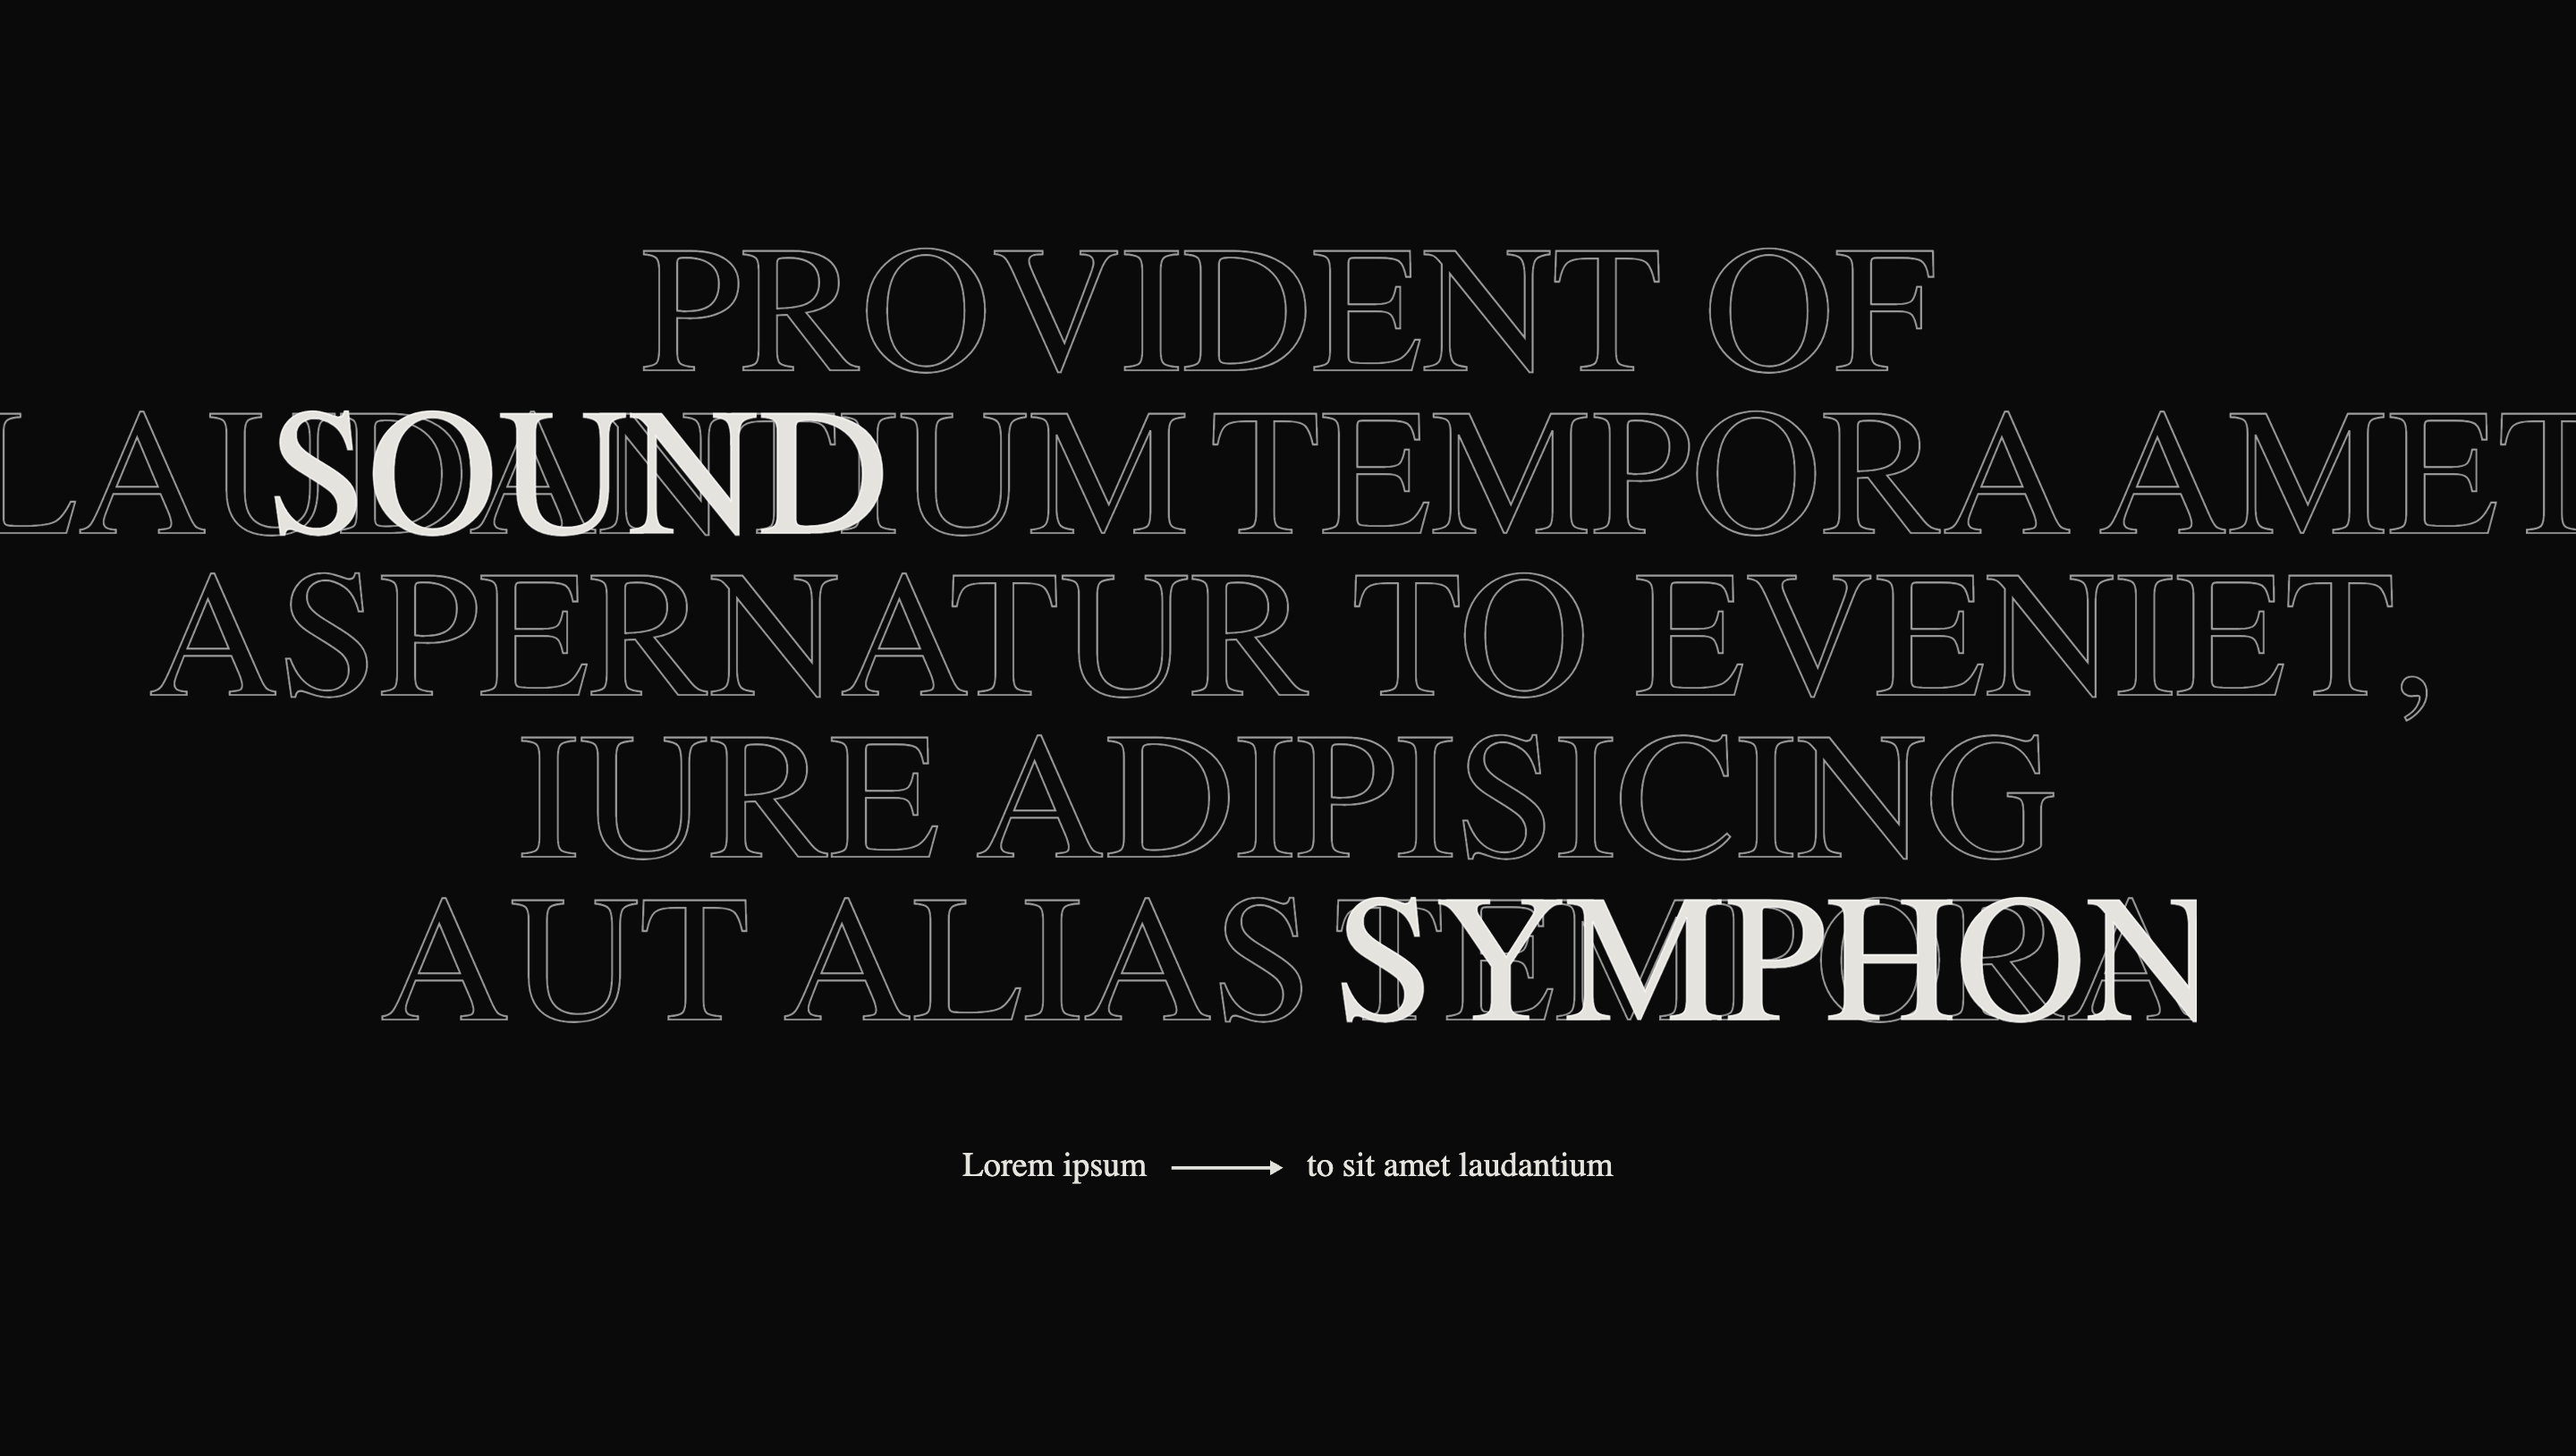 PROVIDENT OF
LAUDANTIUM TEMPORA AMET
SOUND
ASPERNATUR TO EVENIET,
IURE ADIPISICING
AUT ALIAS TEMPORA
SYMPHON
Lorem ipsum → to sit amet laudantium